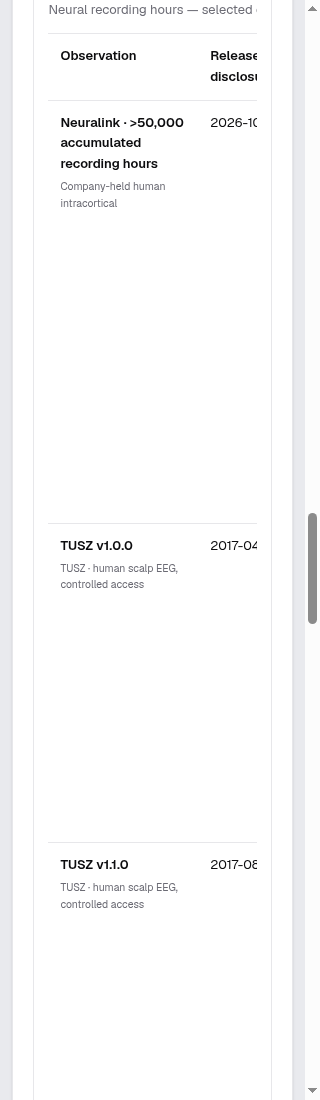 Neural recording hours — selected
Observation
Release
disclosu
Neuralink · >50,000
accumulated
recording hours
2026-10
Company-held human
intracortical
TUSZ v1.0.0
2017-04
TUSZ · human scalp EEG,
controlled access
TUSZ v1.1.0
2017-08
TUSZ · human scalp EEG,
controlled access